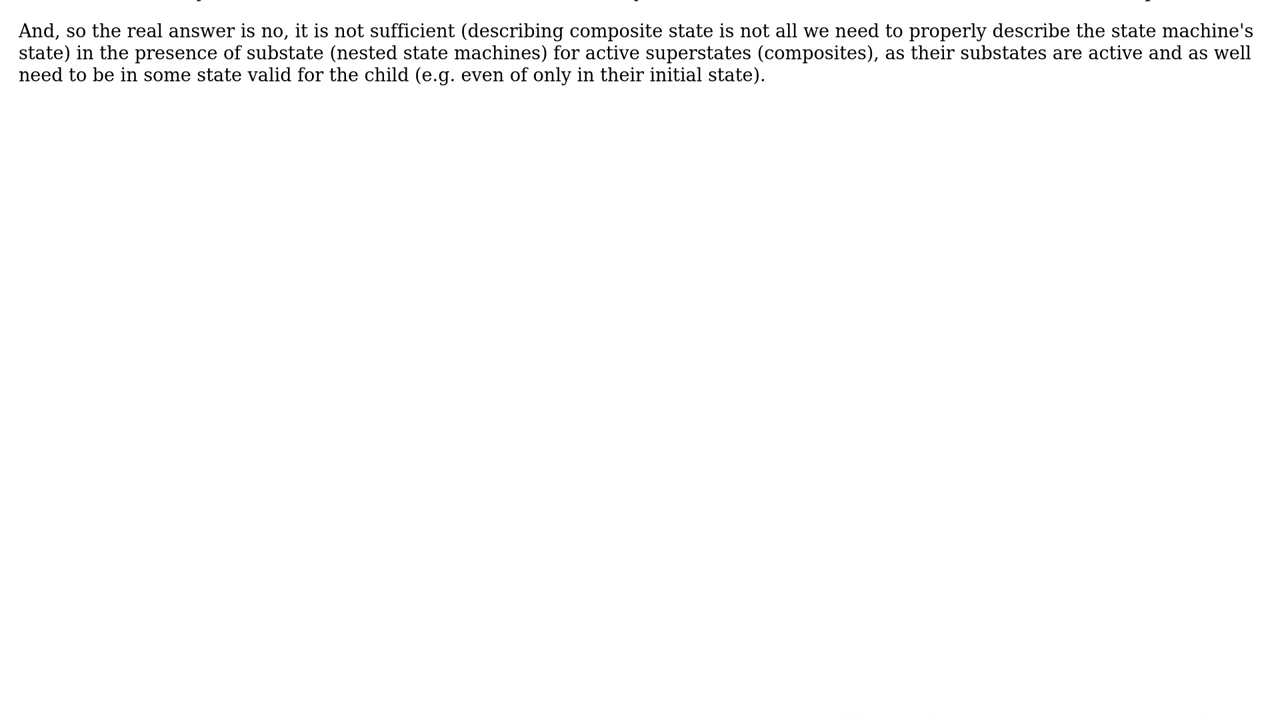 And, so the real answer is no, it is not sufficient (describing composite state is not all we need to properly describe the state machine's
state) in the presence of substate (nested state machines) for active superstates (composites), as their substates are active and as well
need to be in some state valid for the child (e.g. even of only in their initial state).